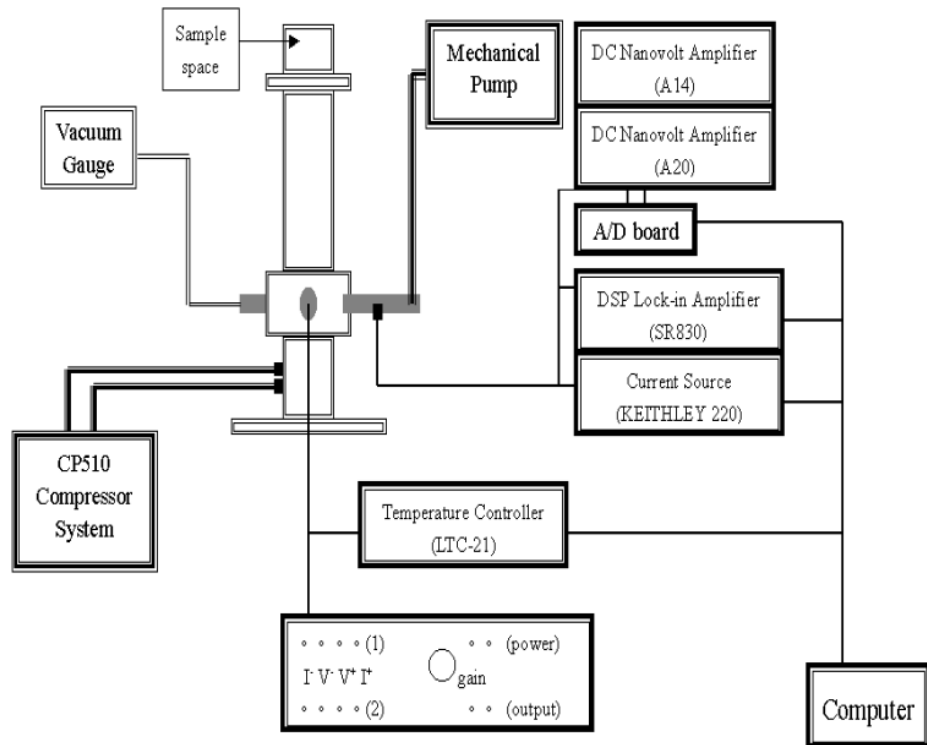 Sample
space
Mechanical
Pump
DC Nanovolt Amplifier
(A14)
Vacuum
Gauge
DC Nanovolt Amplifier
(A20)
A/D board
DSP Lock-in Amplifier
(SR830)
Current Source
(KEITHLEY 220)
CP510
Compressor
System
Temperature Controller
(LTC-21)
(1) (power)
I⁻ V⁻ V⁺ I⁺ gain
(2) (output)
Computer